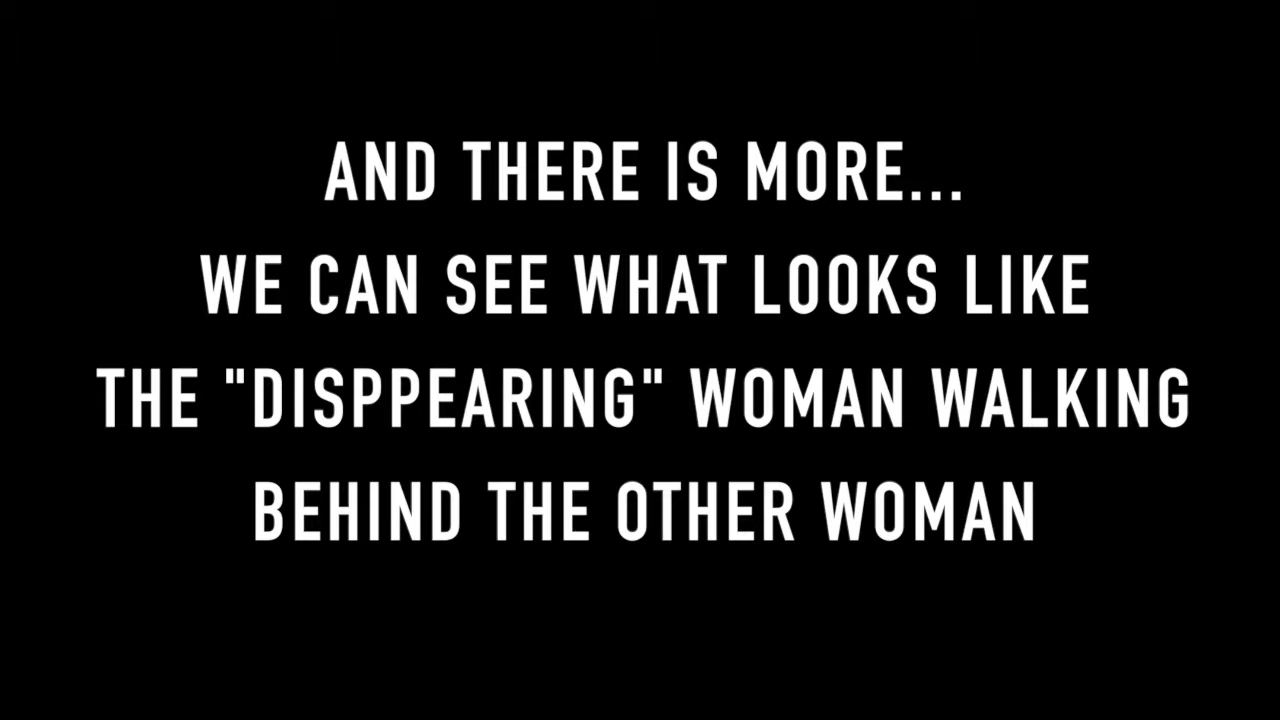 AND THERE IS MORE...
WE CAN SEE WHAT LOOKS LIKE
THE "DISPPEARING" WOMAN WALKING
BEHIND THE OTHER WOMAN